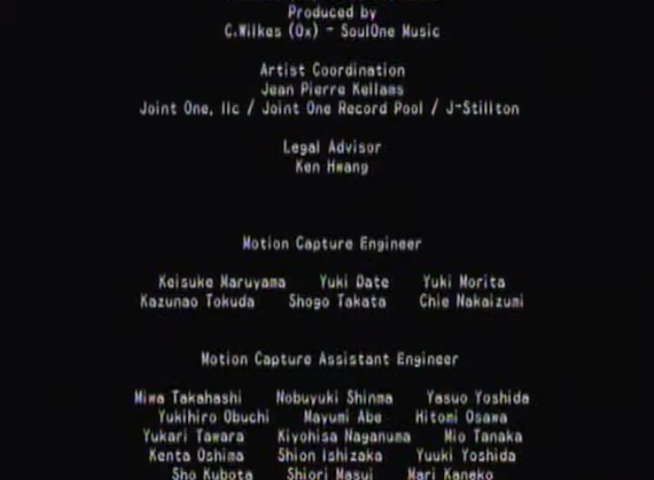 Produced by
C.Wilkes (Ox) - SoulOne Music
Artist Coordination
Jean Pierre Kellams
Joint One, llc / Joint One Record Pool / J-Stillton
Legal Advisor
Ken Hwang
Motion Capture Engineer
Keisuke Maruyama Yuki Date Yuki Morita
Kazunao Tokuda Shogo Takata Chie Nakaizumi
Motion Capture Assistant Engineer
Miwa Takahashi Nobuyuki Shinma Yasuo Yoshida
Yukihiro Obuchi Mayumi Abe Hitomi Osawa
Yukari Tawara Kiyohisa Naganuma Mio Tanaka
Kenta Oshima Shion Ishizaka Yuuki Yoshida
Sho Kubota Shiori Masui Mari Kaneko